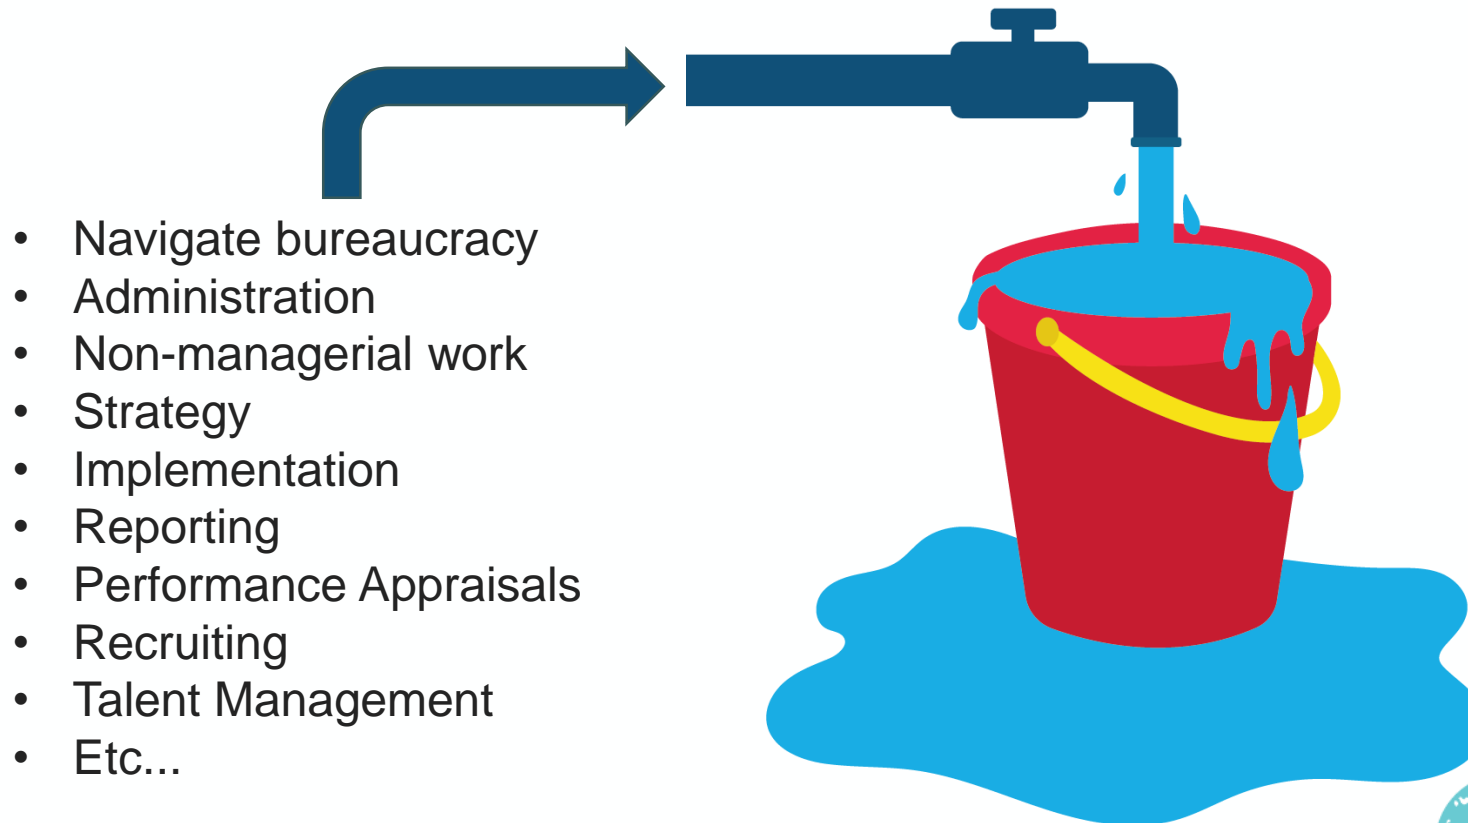 • Navigate bureaucracy
• Administration
• Non-managerial work
• Strategy
• Implementation
• Reporting
• Performance Appraisals
• Recruiting
• Talent Management
• Etc...